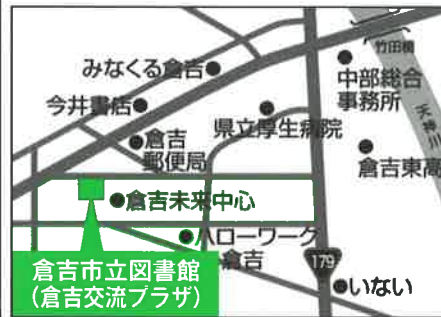 竹田橋
みなくる倉吉
中部総合
事務所
今井書店
天神川
県立厚生病院
倉吉
郵便局
倉吉東高
倉吉未来中心
ハローワーク
倉吉
倉吉市立図書館
(倉吉交流プラザ)
179
いない